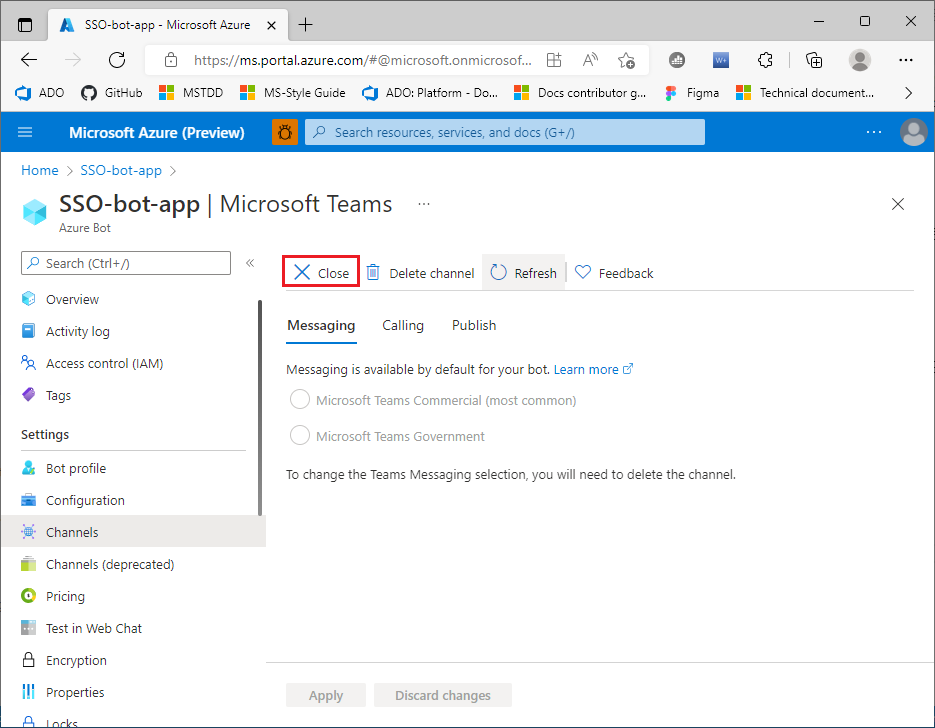 SSO-bot-app - Microsoft Azure
https://ms.portal.azure.com/#@microsoft.onmicrosof...
ADO
GitHub
MSTDD
MS-Style Guide
ADO: Platform - Do...
Docs contributor g...
Figma
Technical document...
Microsoft Azure (Preview)
Search resources, services, and docs (G+/)
Home > SSO-bot-app >
SSO-bot-app | Microsoft Teams
Azure Bot
Search (Ctrl+/)
Overview
Activity log
Access control (IAM)
Tags
Settings
Bot profile
Configuration
Channels
Channels (deprecated)
Pricing
Test in Web Chat
Encryption
Properties
Locks
Close
Delete channel
Refresh
Feedback
Messaging
Calling
Publish
Messaging is available by default for your bot. Learn more
Microsoft Teams Commercial (most common)
Microsoft Teams Government
To change the Teams Messaging selection, you will need to delete the channel.
Apply
Discard changes